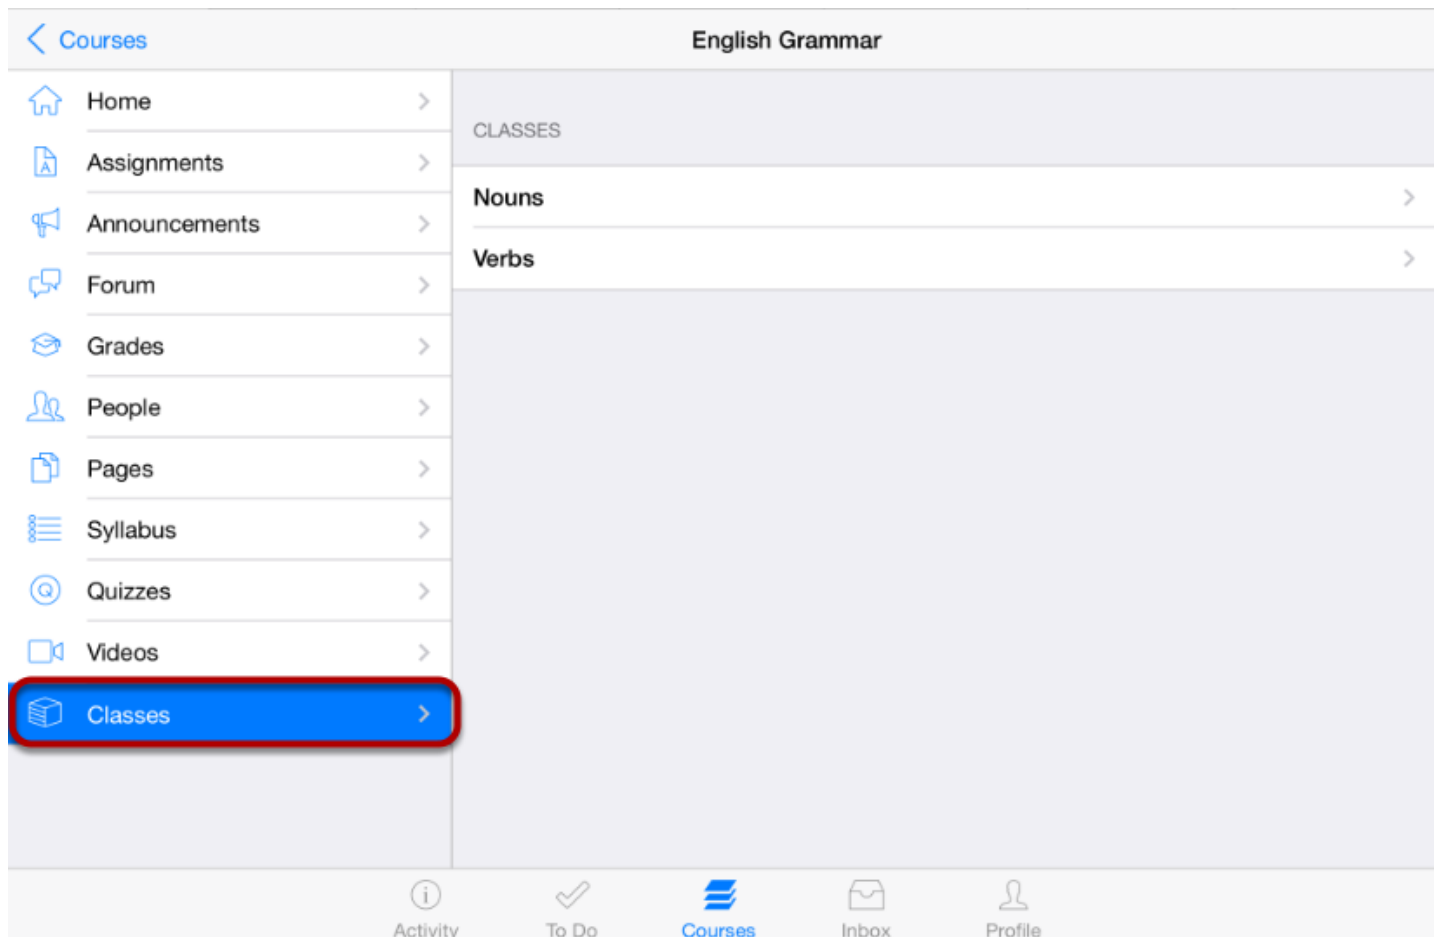 Courses
English Grammar
Home
Assignments
Announcements
Forum
Grades
People
Pages
Syllabus
Quizzes
Videos
Classes
CLASSES
Nouns
Verbs
Activity
To Do
Courses
Inbox
Profile